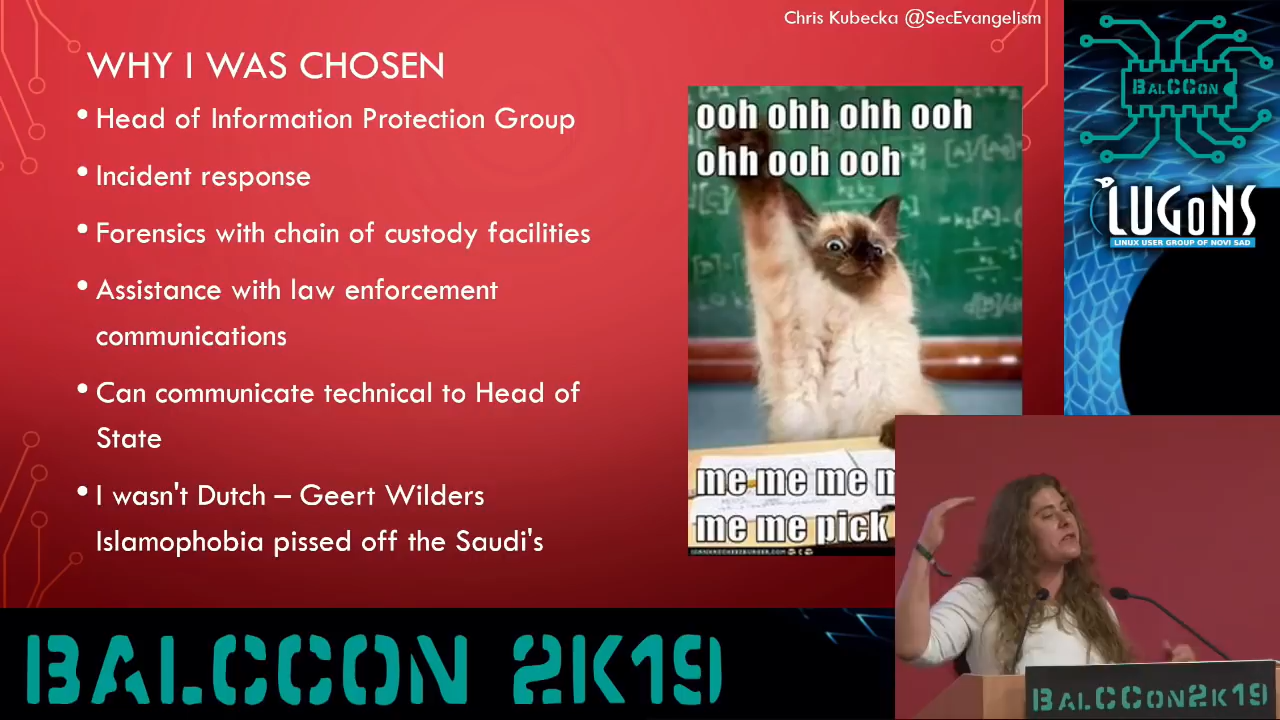 Chris Kubecka @SecEvangelism
WHY I WAS CHOSEN
• Head of Information Protection Group
• Incident response
• Forensics with chain of custody facilities
• Assistance with law enforcement
communications
• Can communicate technical to Head of
State
• I wasn't Dutch – Geert Wilders
Islamophobia pissed off the Saudi's
ooh ohh ohh ooh
ohh ooh ooh
me me me m
me me pick
BALCCON
LUGONS
LINUX USER GROUP OF NOVI SAD
BALCCON 2K19
BALCCON2K19